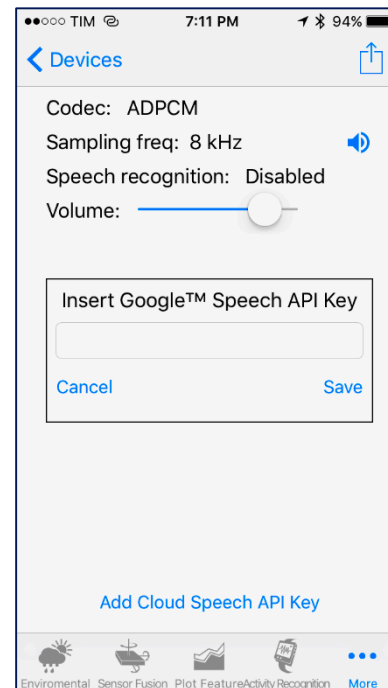 TIM 7:11 PM 94%
Devices
Codec: ADPCM
Sampling freq: 8 kHz
Speech recognition: Disabled
Volume:
Insert Google™ Speech API Key
Cancel Save
Add Cloud Speech API Key
Enviromental Sensor Fusion Plot Feature Activity Recognition More